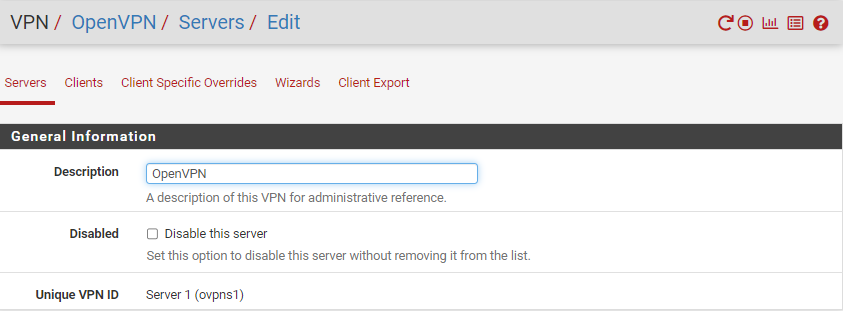 VPN / OpenVPN / Servers / Edit
Servers Clients Client Specific Overrides Wizards Client Export
General Information
Description OpenVPN
A description of this VPN for administrative reference.
Disabled Disable this server
Set this option to disable this server without removing it from the list.
Unique VPN ID Server 1 (ovpns1)